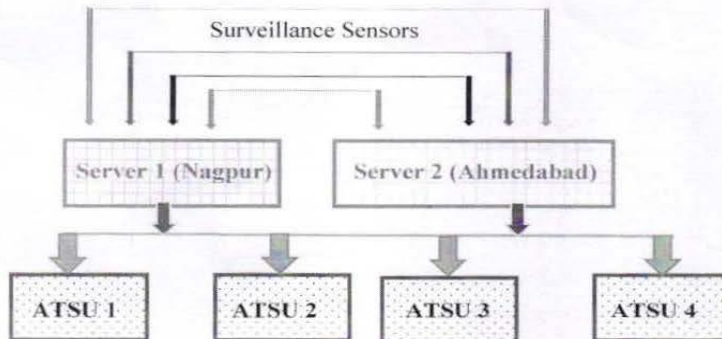 Surveillance Sensors
Server 1 (Nagpur)
Server 2 (Ahmedabad)
ATSU 1
ATSU 2
ATSU 3
ATSU 4